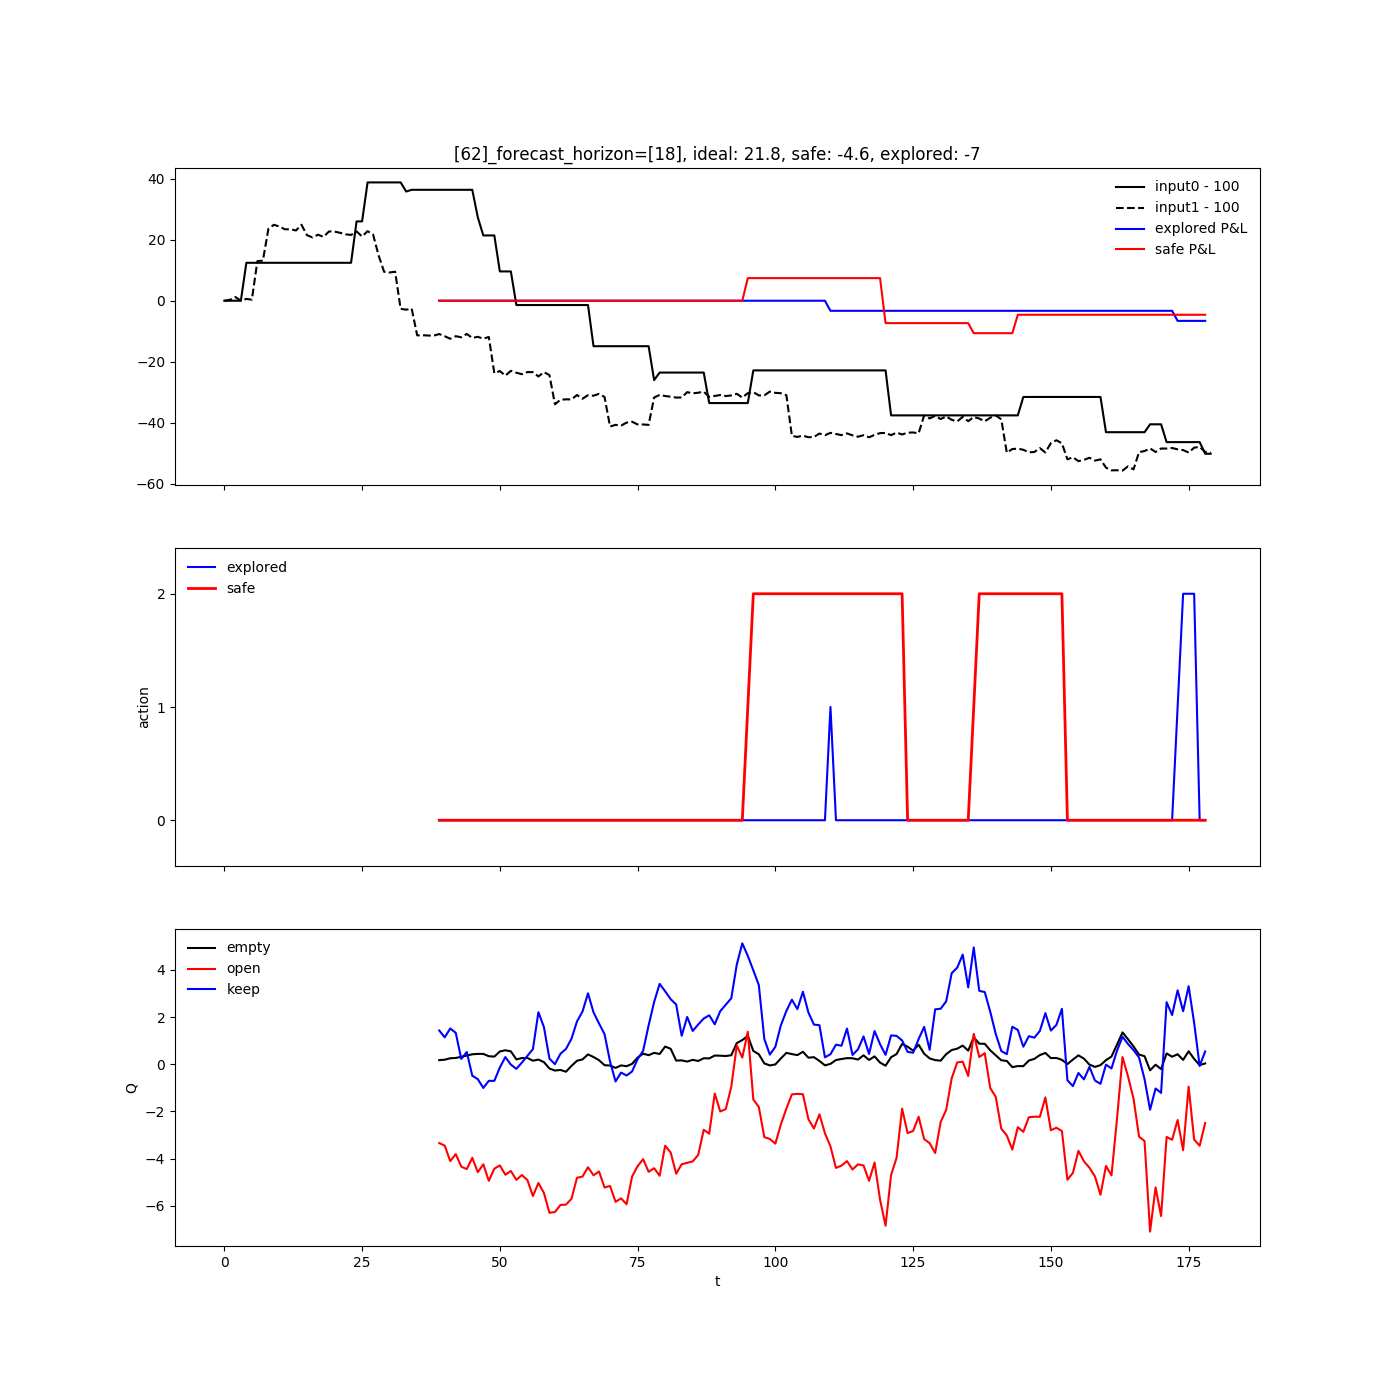 [62]_forecast_horizon=[18], ideal: 21.8, safe: -4.6, explored: -7
40
20
0
−20
−40
−60
input0 - 100
input1 - 100
explored P&L
safe P&L
explored
safe
2
1
0
action
empty
open
keep
4
2
0
−2
−4
−6
Q
0 25 50 75 100 125 150 175
t